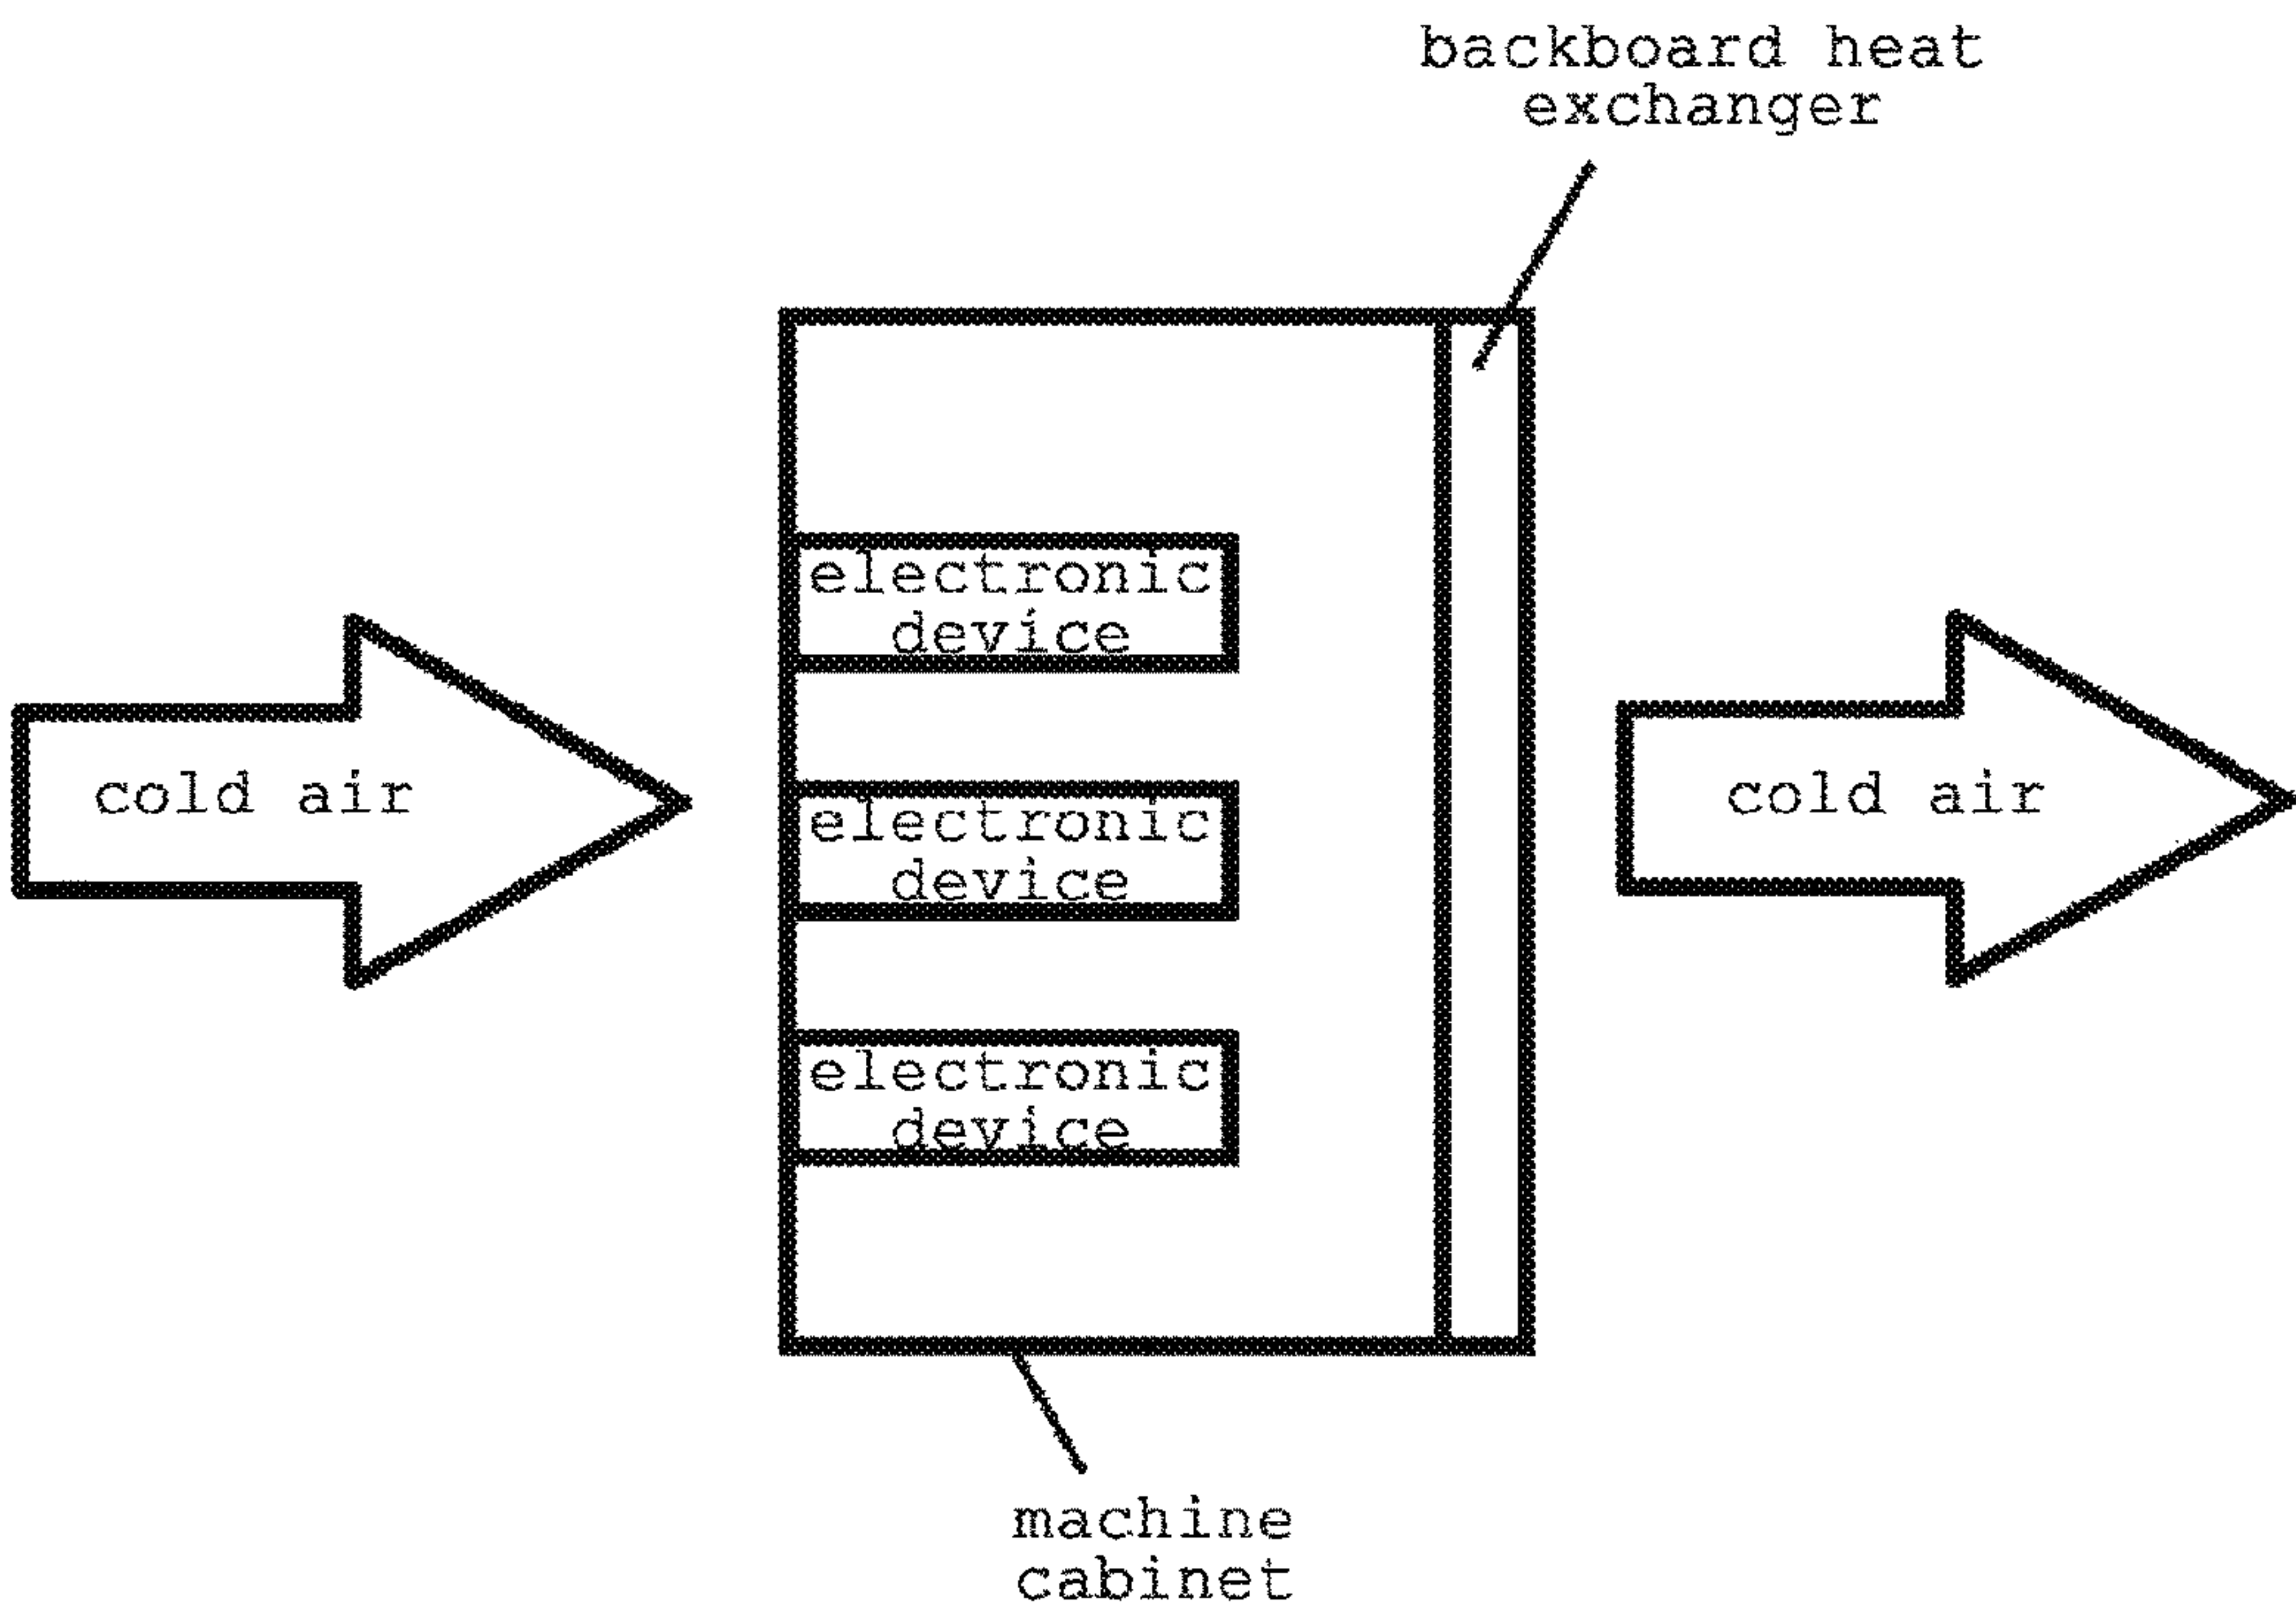 backboard heat
exchanger
electronic
device
cold air
electronic
device
cold air
electronic
device
machine
cabinet